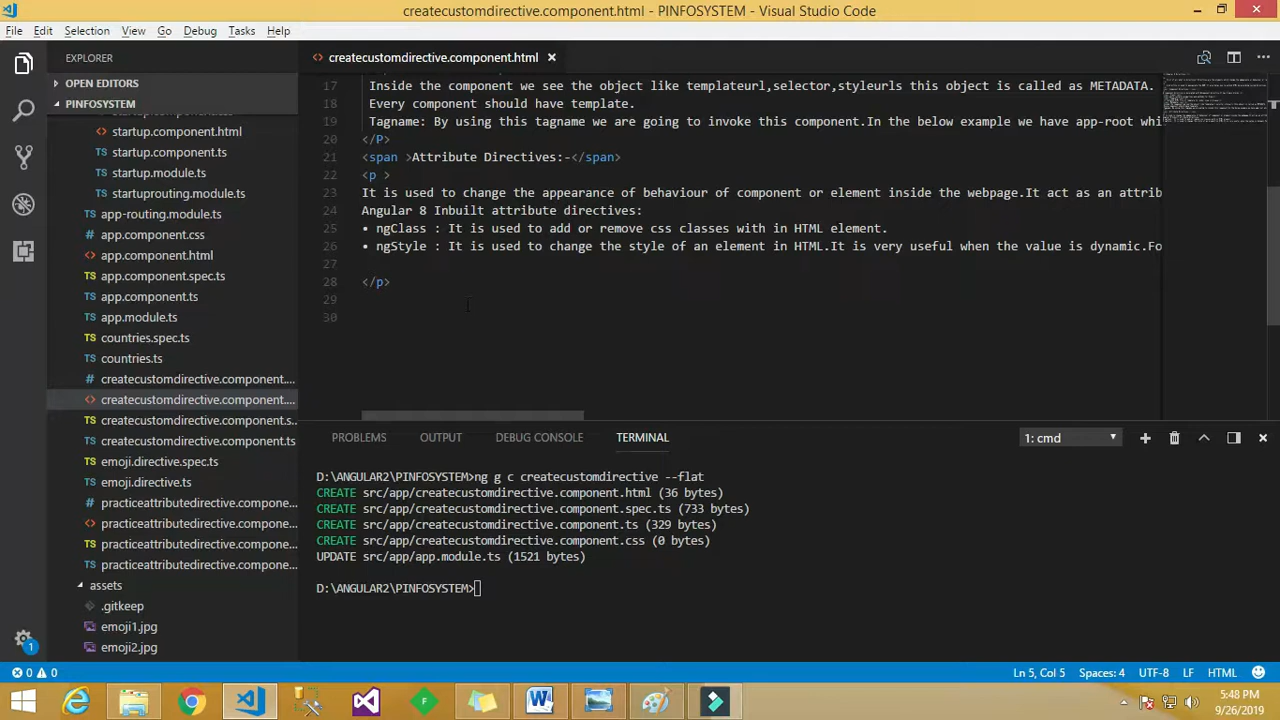 createcustomdirective.component.html - PINFOSYSTEM - Visual Studio Code
File Edit Selection View Go Debug Tasks Help
EXPLORER
createcustomdirective.component.html
OPEN EDITORS
PINFOSYSTEM
startup.component.html
startup.component.ts
startup.module.ts
startuprouting.module.ts
app-routing.module.ts
app.component.css
app.component.html
app.component.spec.ts
app.component.ts
app.module.ts
countries.spec.ts
countries.ts
createcustomdirective.component....
createcustomdirective.component....
createcustomdirective.component.s...
createcustomdirective.component.ts
emoji.directive.spec.ts
emoji.directive.ts
practiceattributedirective.compone...
practiceattributedirective.compone...
practiceattributedirective.compone...
practiceattributedirective.compone...
assets
.gitkeep
emoji1.jpg
emoji2.jpg
17 Inside the comonent we see the object like templateurl,selector,styleurls this object is called as METADATA.
18 Every component should have template.
19 Tagname: By using this tagname we are going to invoke this component.In the below example we have app-root whi
20 </P>
21 <span >Attribute Directives:-</span>
22 <p >
23 It is used to change the appearance of behaviour of component or element inside the webpage.It act as an attrib
24 Angular 8 Inbuilt attribute directives:
25 • ngClass : It is used to add or remove css classes with in HTML element.
26 • ngStyle : It is used to change the style of an element in HTML.It is very useful when the value is dynamic.Fo
27
28 </p>
29
30
PROBLEMS OUTPUT DEBUG CONSOLE TERMINAL 1: cmd
D:\ANGULAR2\PINFOSYSTEM>ng g c createcustomdirective --flat
CREATE src/app/createcustomdirective.component.html (36 bytes)
CREATE src/app/createcustomdirective.component.spec.ts (733 bytes)
CREATE src/app/createcustomdirective.component.ts (329 bytes)
CREATE src/app/createcustomdirective.component.css (0 bytes)
UPDATE src/app/app.module.ts (1521 bytes)
D:\ANGULAR2\PINFOSYSTEM>
1
0 0 Ln 5, Col 5 Spaces: 4 UTF-8 LF HTML
5:48 PM
9/26/2019